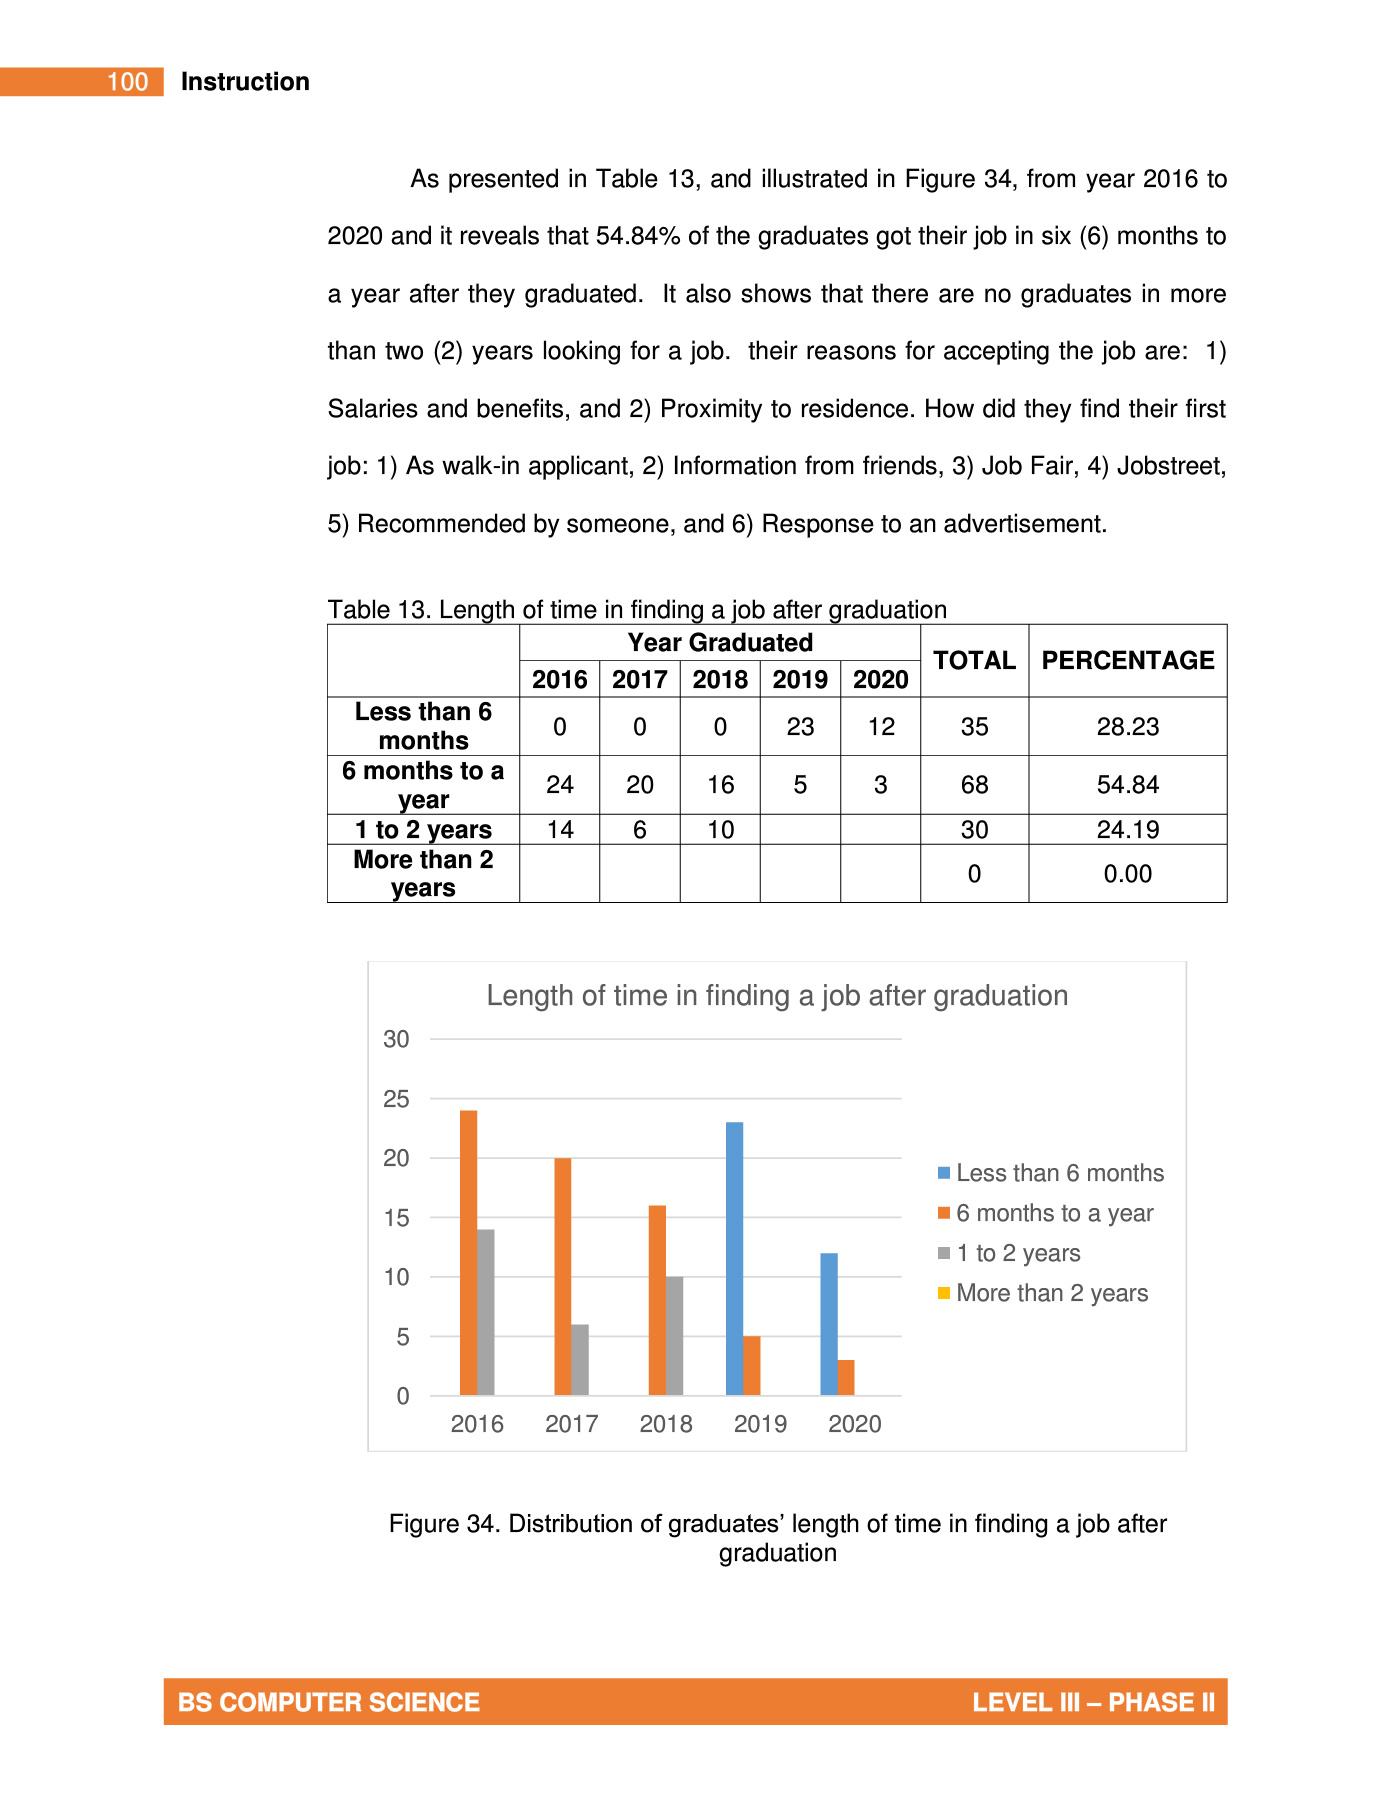 100 Instruction
As presented in Table 13, and illustrated in Figure 34, from year 2016 to
2020 and it reveals that 54.84% of the graduates got their job in six (6) months to
a year after they graduated. It also shows that there are no graduates in more
than two (2) years looking for a job. their reasons for accepting the job are: 1)
Salaries and benefits, and 2) Proximity to residence. How did they find their first
job: 1) As walk-in applicant, 2) Information from friends, 3) Job Fair, 4) Jobstreet,
5) Recommended by someone, and 6) Response to an advertisement.
Table 13. Length of time in finding a job after graduation
Year Graduated TOTAL PERCENTAGE
2016 2017 2018 2019 2020
Less than 6 months 0 0 0 23 12 35 28.23
6 months to a year 24 20 16 5 3 68 54.84
1 to 2 years 14 6 10 30 24.19
More than 2 years 0 0.00
Length of time in finding a job after graduation
30
25
20
15
10
5
0
2016 2017 2018 2019 2020
Less than 6 months
6 months to a year
1 to 2 years
More than 2 years
Figure 34. Distribution of graduates’ length of time in finding a job after
graduation
BS COMPUTER SCIENCE LEVEL III – PHASE II